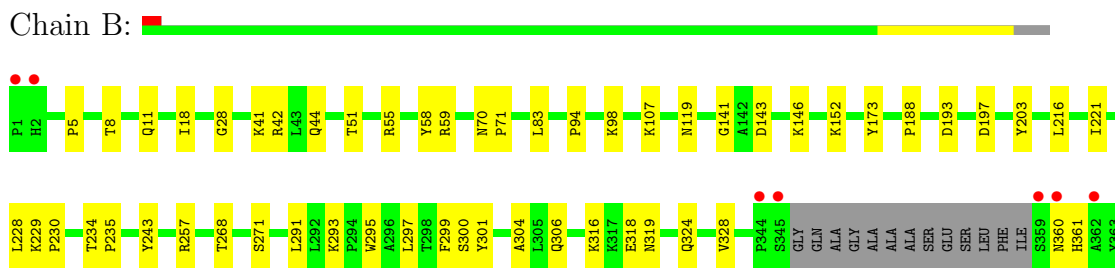 Chain B:
P1 H2 P5 T8 Q11 I18 G28 K41 R42 L43 Q44 T51 R55 Y58 R59 N70 P71 L83 P94 K98 K107 N119 G141 A142 D143 K146 K152 Y173 P188 D193 D197 Y203 L216 I221
L228 K229 P230 T234 P235 Y243 R257 T268 S271 L291 L292 K293 P294 W295 A296 L297 T298 F299 S300 Y301 A304 L305 Q306 K316 K317 E318 N319 Q324 V328 P344 S345 GLY GLN ALA GLY ALA ALA ALA SER GLU SER LEU PHE ILE S359 N360 H361 A362 Y363